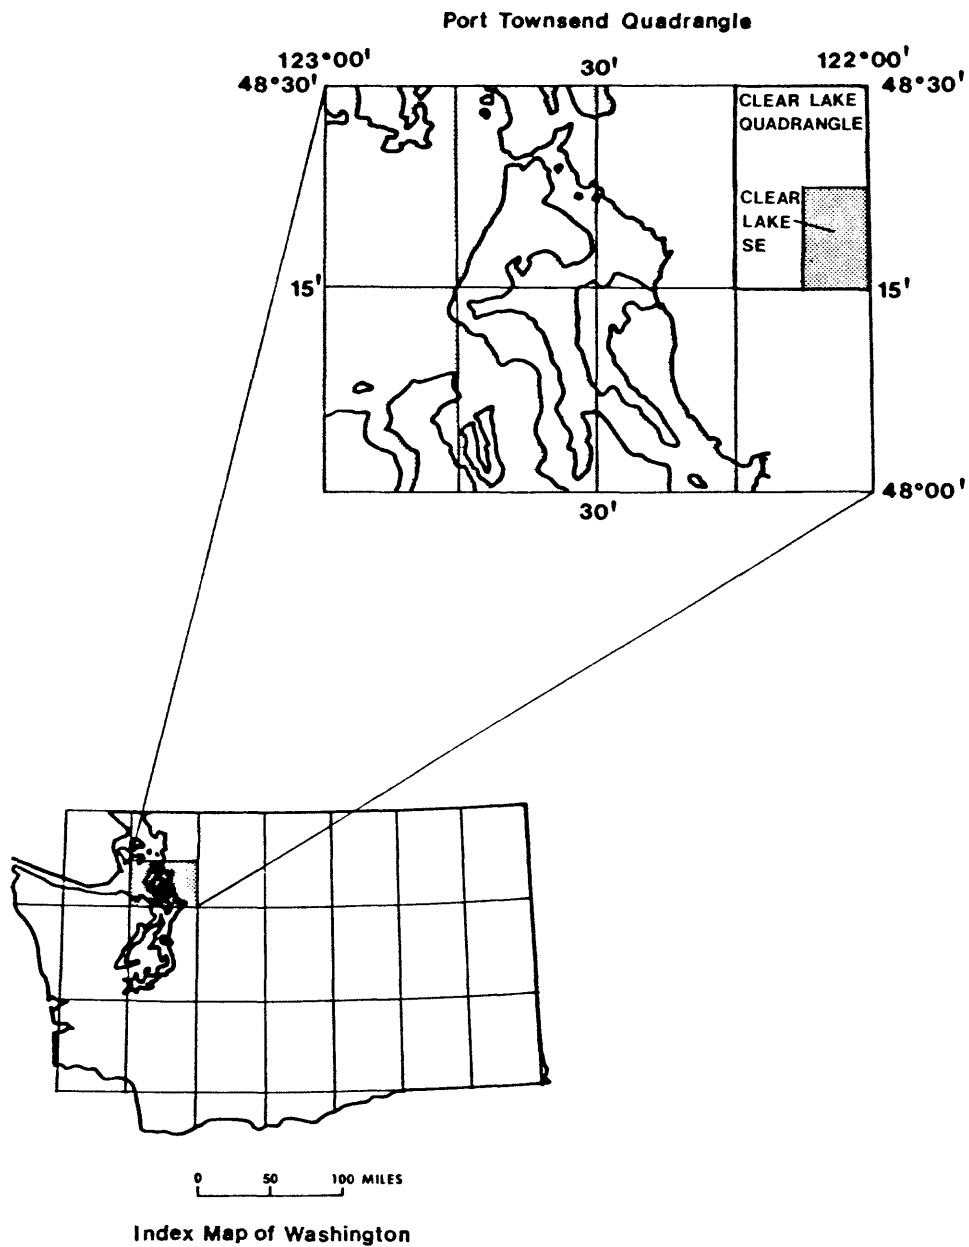 Port Townsend Quadrangle
123°00'
30'
122°00'
48°30'
48°30'
CLEAR LAKE
QUADRANGLE
CLEAR
LAKE
SE
15'
15'
48°00'
30'
0 50 100 MILES
Index Map of Washington